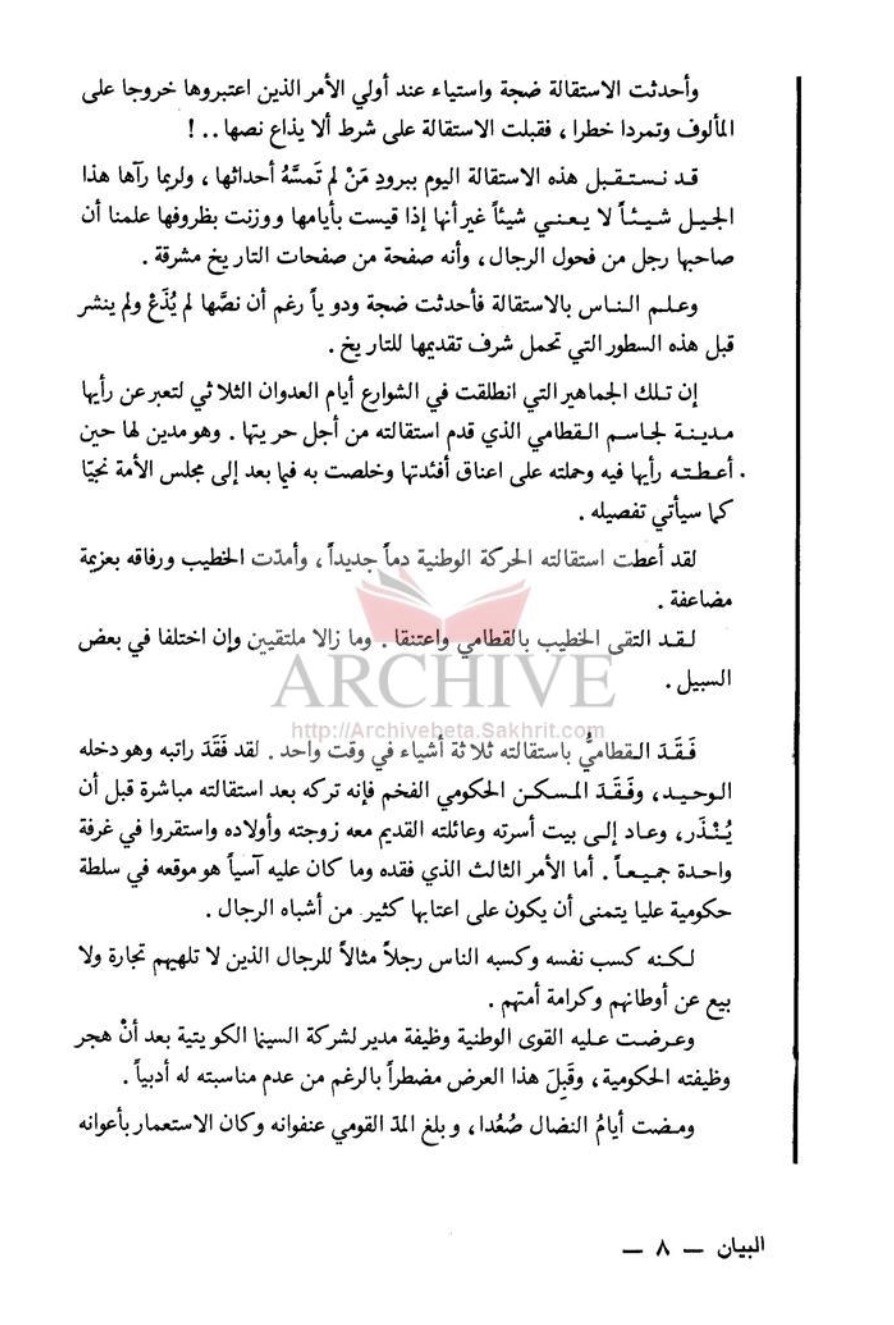 وأحدثت الاستقالة ضجة واستياء عند أولي الأمر الذين اعتبروها خروجا على
المألوف وتمردا خطرا ، فقبلت الاستقالة على شرط ألا يذاع نصها .. !
قد نستقبل هذه الاستقالة اليوم ببرودِ مَنْ لم تَمسَّهُ أحداثها ، ولربما رآها هذا
الجيل شيئاً لا يعني شيئاً غير أنها إذا قيست بأيامها ووزنت بظروفها علمنا أن
صاحبها رجل من فحول الرجال ، وأنه صفحة من صفحات التاريخ مشرقة .
وعلم الناس بالاستقالة فأحدثت ضجة ودوياً رغم أن نصَّها لم يُذَعْ ولم ينشر
قبل هذه السطور التي تحمل شرف تقديمها للتاريخ .
إن تلك الجماهير التي انطلقت في الشوارع أيام العدوان الثلاثي لتعبر عن رأيها
مدينة لجاسم القطامي الذي قدم استقالته من أجل حريتها . وهو مدين لها حين
أعطته رأيها فيه وحملته على اعناق أفئدتها وخلصت به فيما بعد إلى مجلس الأمة نجيّا
كما سيأتي تفصيله .
لقد أعطت استقالته الحركة الوطنية دماً جديداً ، وأمدّت الخطيب ورفاقه بعزيمة
مضاعفة .
لقد التقى الخطيب بالقطامي واعتنقا . وما زالا ملتقيين وإن اختلفا في بعض
السبيل .
ARCHIVE
http://Archivebeta.Sakhrit.com
فَقَدَ القطاميُّ باستقالته ثلاثة أشياء في وقت واحد . لقد فَقَدَ راتبه وهو دخله
الوحيد ، وفَقَدَ المسكن الحكومي الفخم فإنه تركه بعد استقالته مباشرة قبل أن
يُنْذَر ، وعاد إلى بيت أسرته وعائلته القديم معه زوجته وأولاده واستقروا في غرفة
واحدة جميعاً . أما الأمر الثالث الذي فقده وما كان عليه آسياً هو موقعه في سلطة
حكومية عليا يتمنى أن يكون على اعتابها كثير من أشباه الرجال .
لكنه كسب نفسه وكسبه الناس رجلاً مثالاً للرجال الذين لا تلهيهم تجارة ولا
بيع عن أوطانهم وكرامة أمتهم .
وعرضت عليه القوى الوطنية وظيفة مدير لشركة السينما الكويتية بعد أنْ هجر
وظيفته الحكومية ، وقَبِلَ هذا العرض مضطراً بالرغم من عدم مناسبته له أدبياً .
ومضت أيامُ النضال صُعُدا ، وبلغ المدّ القومي عنفوانه وكان الاستعمار بأعوانه
البيان — ٨ —